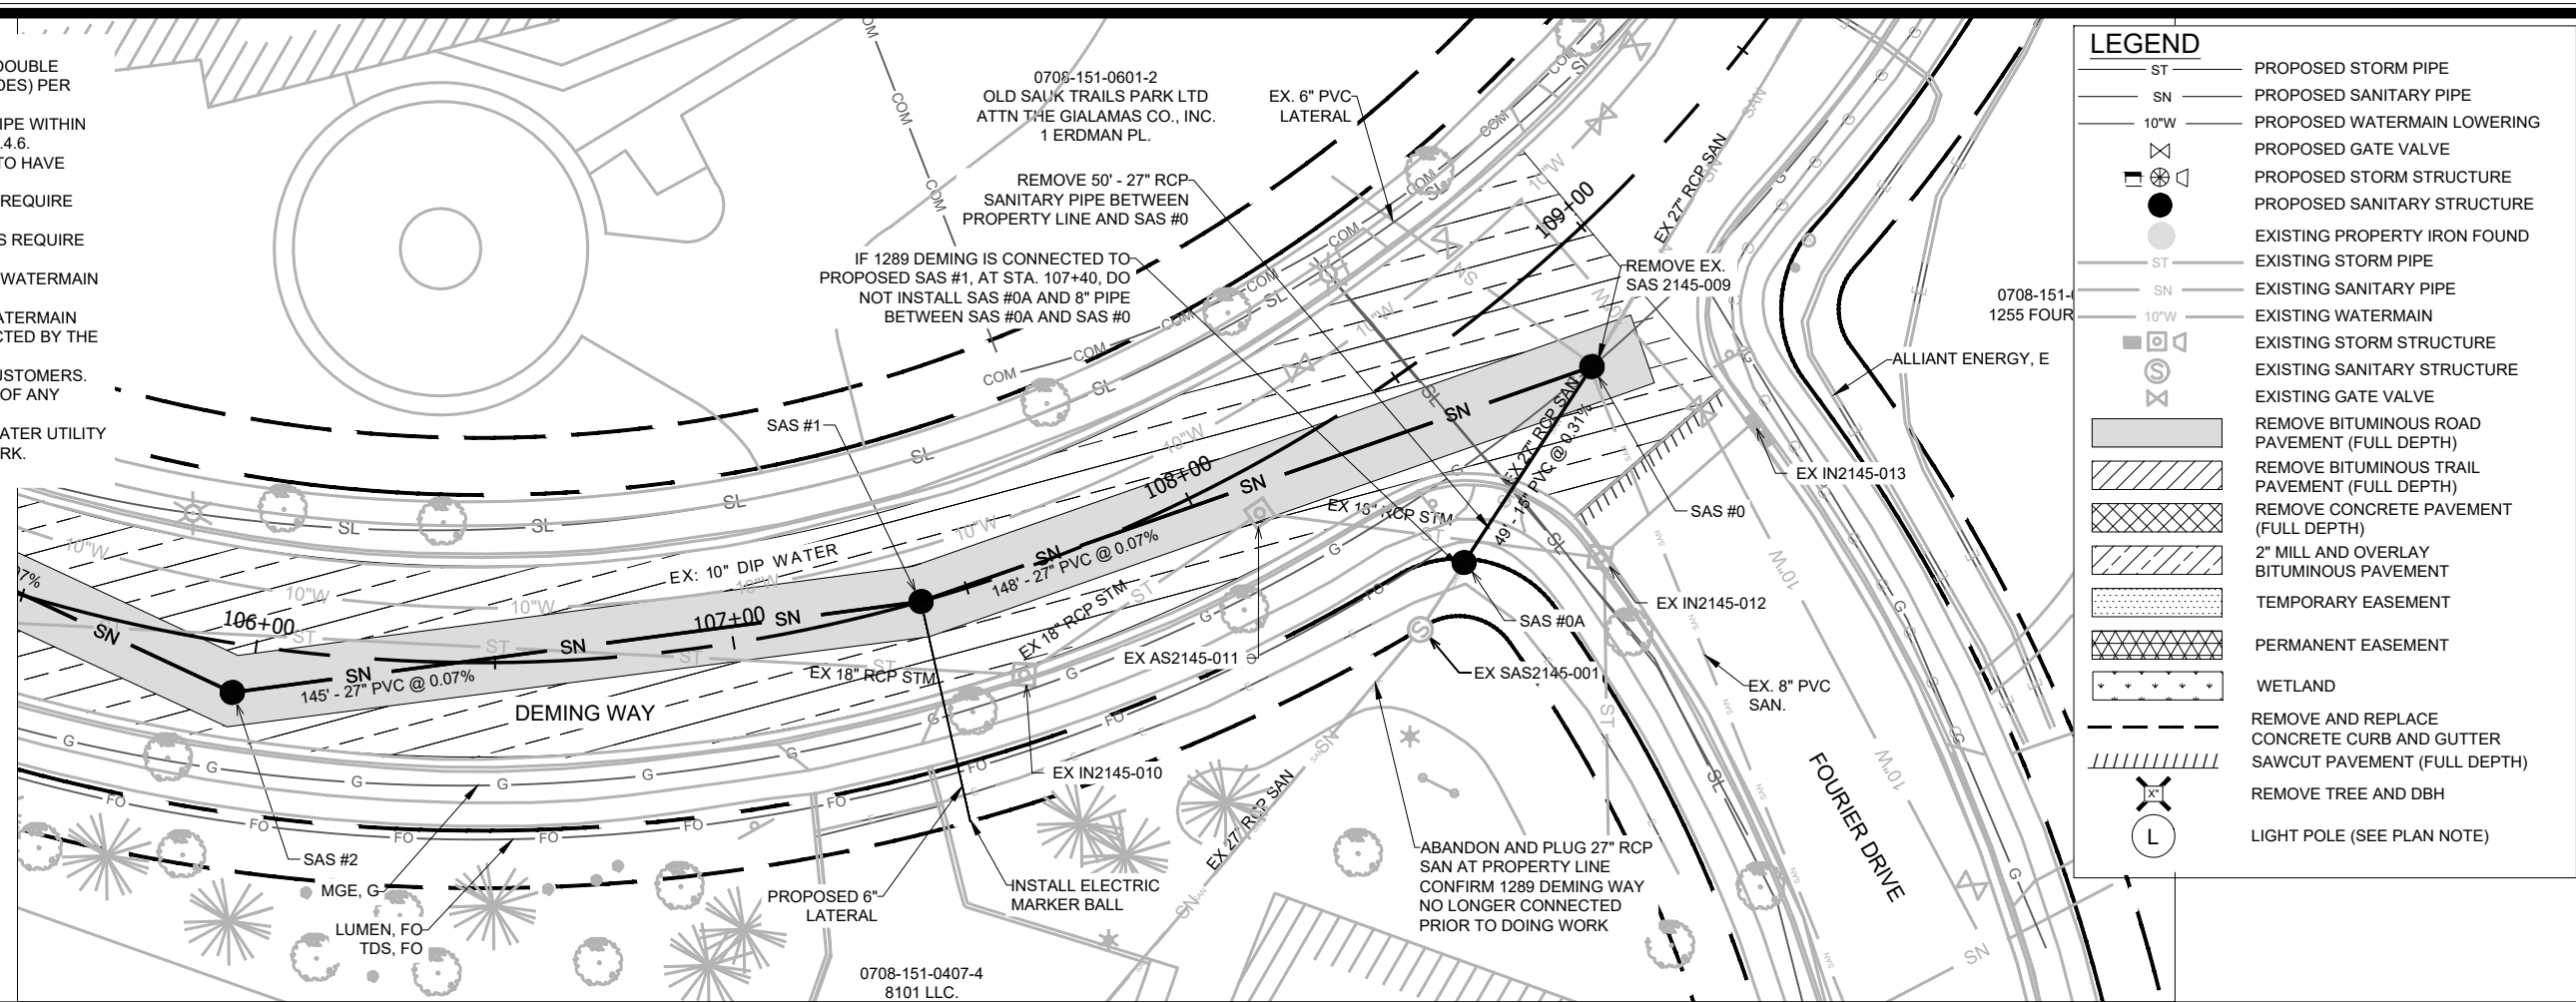 DOUBLE
DES) PER
IPE WITHIN
.4.6.
TO HAVE
REQUIRE
S REQUIRE
WATERMAIN
ATERMAIN
CTED BY THE
USTOMERS.
OF ANY
ATER UTILITY
RK.
0708-151-0601-2
OLD SAUK TRAILS PARK LTD
ATTN THE GIALAMAS CO., INC.
1 ERDMAN PL.
EX. 6" PVC
LATERAL
REMOVE 50' - 27" RCP
SANITARY PIPE BETWEEN
PROPERTY LINE AND SAS #0
IF 1289 DEMING IS CONNECTED TO
PROPOSED SAS #1, AT STA. 107+40, DO
NOT INSTALL SAS #0A AND 8" PIPE
BETWEEN SAS #0A AND SAS #0
109+00
EX 27" RCP SAN
REMOVE EX.
SAS 2145-009
0708-151-0
1255 FOUR
ALLIANT ENERGY, E
SAS #1
108+00
EX 27" RCP SAN
49' - 15" PVC @ 0.31%
EX IN2145-013
SAS #0
EX 18" RCP STM
EX: 10" DIP WATER
148' - 27" PVC @ 0.07%
EX 18" RCP STM
EX IN2145-012
SAS #0A
07%
106+00
107+00
EX AS2145-011
EX SAS2145-001
EX 18" RCP STM
145' - 27" PVC @ 0.07%
DEMING WAY
EX. 8" PVC
SAN.
EX IN2145-010
FOURIER DRIVE
SAS #2
MGE, G
LUMEN, FO
TDS, FO
PROPOSED 6"
LATERAL
INSTALL ELECTRIC
MARKER BALL
EX 27" RCP SAN
ABANDON AND PLUG 27" RCP
SAN AT PROPERTY LINE
CONFIRM 1289 DEMING WAY
NO LONGER CONNECTED
PRIOR TO DOING WORK
0708-151-0407-4
8101 LLC.
LEGEND
ST PROPOSED STORM PIPE
SN PROPOSED SANITARY PIPE
10"W PROPOSED WATERMAIN LOWERING
PROPOSED GATE VALVE
PROPOSED STORM STRUCTURE
PROPOSED SANITARY STRUCTURE
EXISTING PROPERTY IRON FOUND
ST EXISTING STORM PIPE
SN EXISTING SANITARY PIPE
10"W EXISTING WATERMAIN
EXISTING STORM STRUCTURE
S EXISTING SANITARY STRUCTURE
EXISTING GATE VALVE
REMOVE BITUMINOUS ROAD
PAVEMENT (FULL DEPTH)
REMOVE BITUMINOUS TRAIL
PAVEMENT (FULL DEPTH)
REMOVE CONCRETE PAVEMENT
(FULL DEPTH)
2" MILL AND OVERLAY
BITUMINOUS PAVEMENT
TEMPORARY EASEMENT
PERMANENT EASEMENT
WETLAND
REMOVE AND REPLACE
CONCRETE CURB AND GUTTER
SAWCUT PAVEMENT (FULL DEPTH)
X" REMOVE TREE AND DBH
L LIGHT POLE (SEE PLAN NOTE)